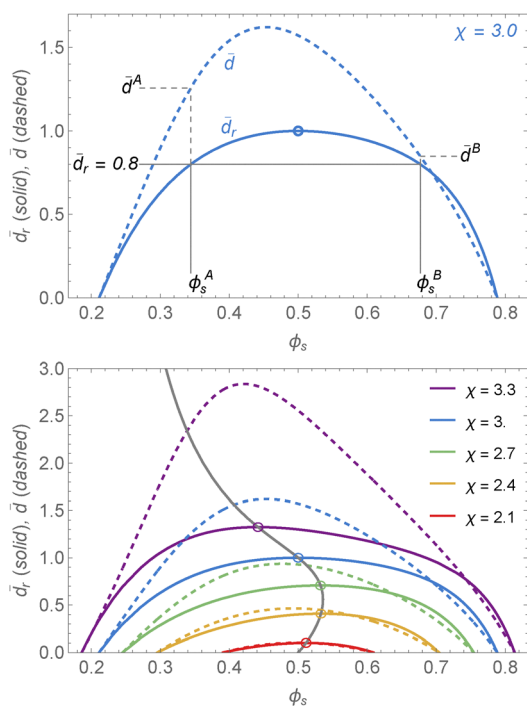 χ = 3.0
d̄_r (solid), d̄ (dashed)
1.5
1.0
0.5
0.0
d̄^A
d̄
d̄_r
d̄_r = 0.8
d̄^B
ϕ_s^A
ϕ_s^B
0.2 0.3 0.4 0.5 0.6 0.7 0.8
ϕ_s
d̄_r (solid), d̄ (dashed)
3.0
2.5
2.0
1.5
1.0
0.5
0.0
χ = 3.3
χ = 3.
χ = 2.7
χ = 2.4
χ = 2.1
0.2 0.3 0.4 0.5 0.6 0.7 0.8
ϕ_s